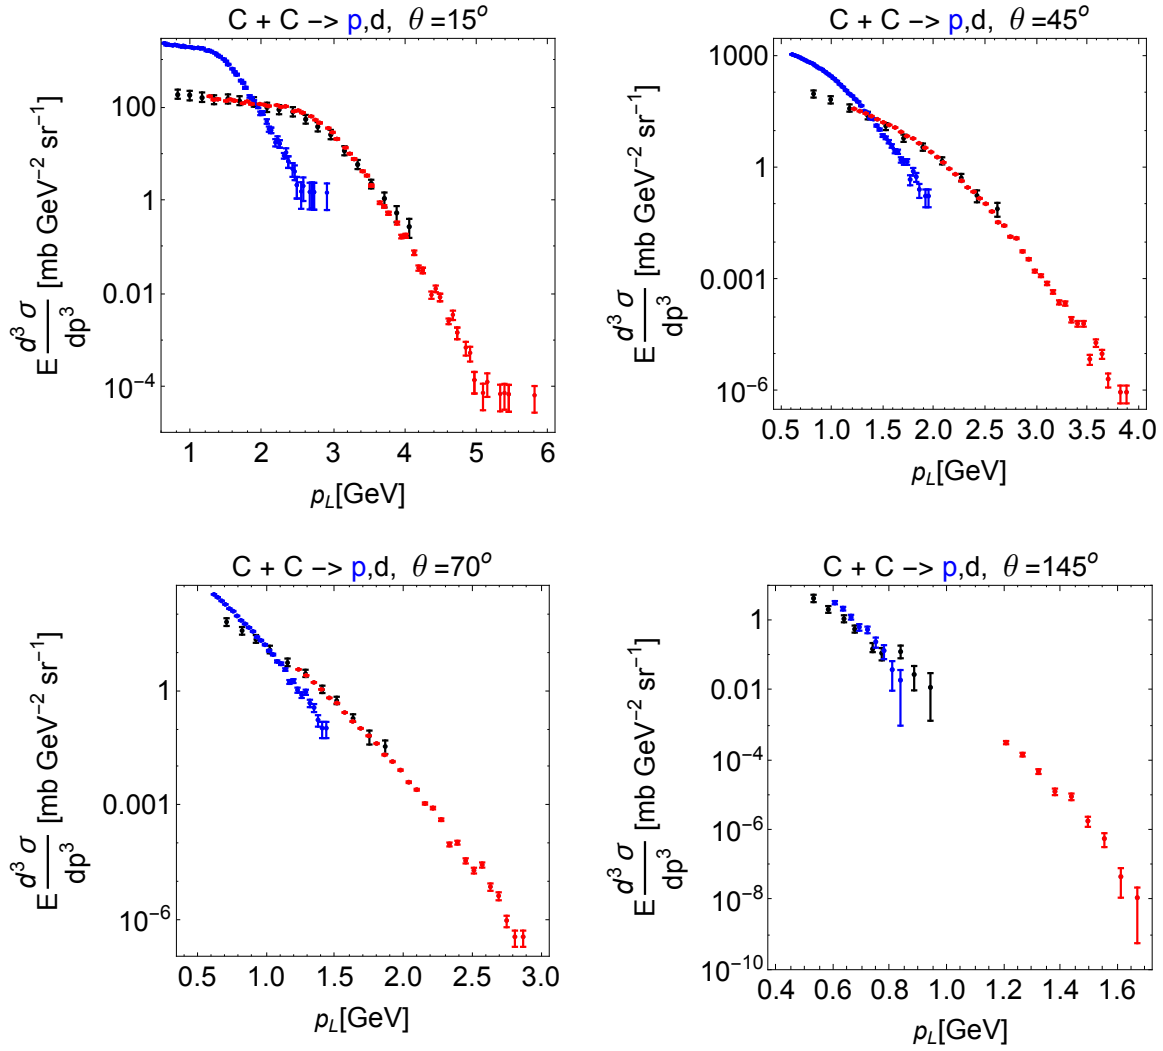 C + C -> p,d, θ =15°
E d³ σ / dp³ [mb GeV⁻² sr⁻¹]
100
1
0.01
10⁻⁴
1 2 3 4 5 6
p_L[GeV]
C + C -> p,d, θ =45°
E d³ σ / dp³ [mb GeV⁻² sr⁻¹]
1000
1
0.001
10⁻⁶
0.5 1.0 1.5 2.0 2.5 3.0 3.5 4.0
p_L[GeV]
C + C -> p,d, θ =70°
E d³ σ / dp³ [mb GeV⁻² sr⁻¹]
1
0.001
10⁻⁶
0.5 1.0 1.5 2.0 2.5 3.0
p_L[GeV]
C + C -> p,d, θ =145°
E d³ σ / dp³ [mb GeV⁻² sr⁻¹]
1
0.01
10⁻⁴
10⁻⁶
10⁻⁸
10⁻¹⁰
0.4 0.6 0.8 1.0 1.2 1.4 1.6
p_L[GeV]